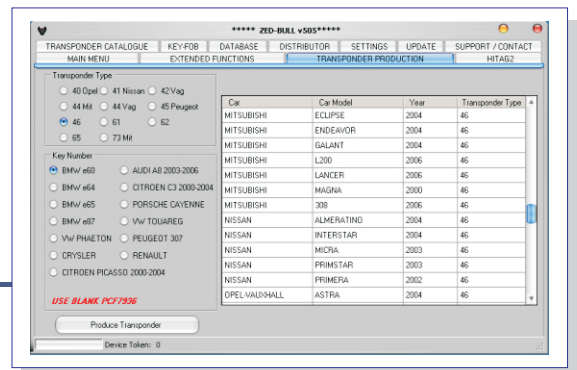 ***** ZED-BULL v505*****
TRANSPONDER CATALOGUE KEY-FOB DATABASE DISTRIBUTOR SETTINGS UPDATE SUPPORT / CONTACT
MAIN MENU EXTENDED FUNCTIONS TRANSPONDER PRODUCTION HITAG2
Transponder Type
40 Opel 41 Nissan 42 Vag
44 Mit 44 Vag 45 Peugeot
46 61 62
65 73 Mit
Key Number
BMW e60 AUDI A8 2003-2006
BMW e64 CITROEN C3 2000-2004
BMW e65 PORSCHE CAYENNE
BMW e87 VW TOUAREG
VW PHAETON PEUGEOT 307
CRYSLER RENAULT
CITROEN PICASSO 2000-2004
USE BLANK PCF7936
Produce Transponder
Device Token: 0
Car Car Model Year Transponder Type
MITSUBISHI ECLIPSE 2004 46
MITSUBISHI ENDEAVOR 2004 46
MITSUBISHI GALANT 2004 46
MITSUBISHI L200 2006 46
MITSUBISHI LANCER 2006 46
MITSUBISHI MAGNA 2000 46
MITSUBISHI 308 2006 46
NISSAN ALMERATINO 2004 46
NISSAN INTERSTAR 2004 46
NISSAN MICRA 2003 46
NISSAN PRIMSTAR 2003 46
NISSAN PRIMERA 2002 46
OPEL-VAUXHALL ASTRA 2004 46